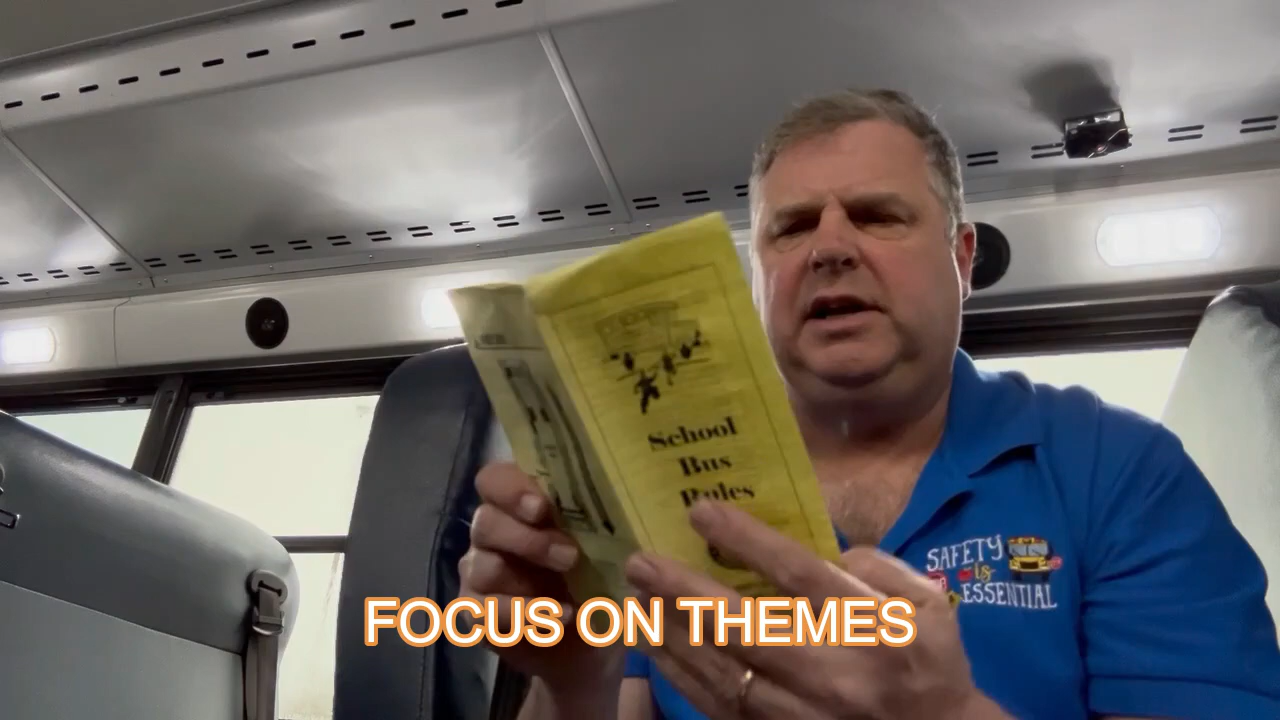 School
Bus
Rules
SAFETY
is
ESSENTIAL
FOCUS ON THEMES